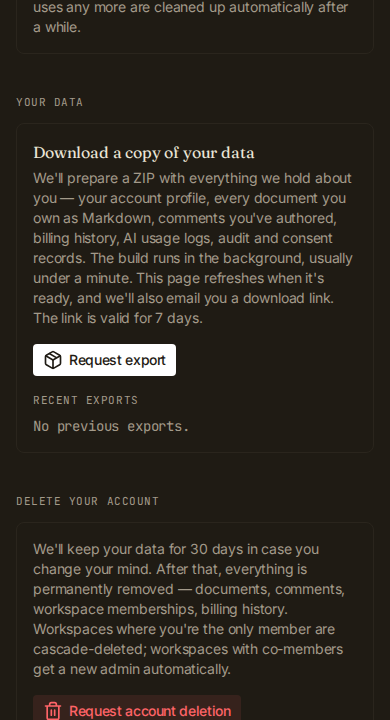 uses any more are cleaned up automatically after
a while.
YOUR DATA
Download a copy of your data
We'll prepare a ZIP with everything we hold about
you — your account profile, every document you
own as Markdown, comments you've authored,
billing history, AI usage logs, audit and consent
records. The build runs in the background, usually
under a minute. This page refreshes when it's
ready, and we'll also email you a download link.
The link is valid for 7 days.
Request export
RECENT EXPORTS
No previous exports.
DELETE YOUR ACCOUNT
We'll keep your data for 30 days in case you
change your mind. After that, everything is
permanently removed — documents, comments,
workspace memberships, billing history.
Workspaces where you're the only member are
cascade-deleted; workspaces with co-members
get a new admin automatically.
Request account deletion